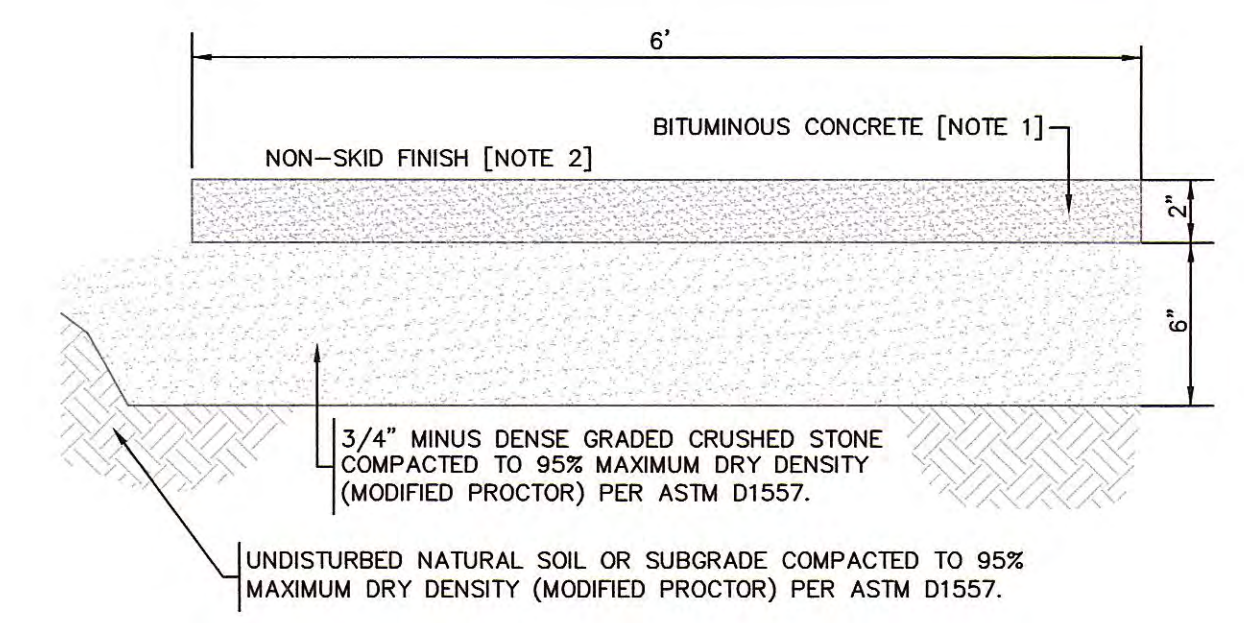 6'
BITUMINOUS CONCRETE [NOTE 1]
NON-SKID FINISH [NOTE 2]
2"
6"
3/4" MINUS DENSE GRADED CRUSHED STONE
COMPACTED TO 95% MAXIMUM DRY DENSITY
(MODIFIED PROCTOR) PER ASTM D1557.
UNDISTURBED NATURAL SOIL OR SUBGRADE COMPACTED TO 95%
MAXIMUM DRY DENSITY (MODIFIED PROCTOR) PER ASTM D1557.